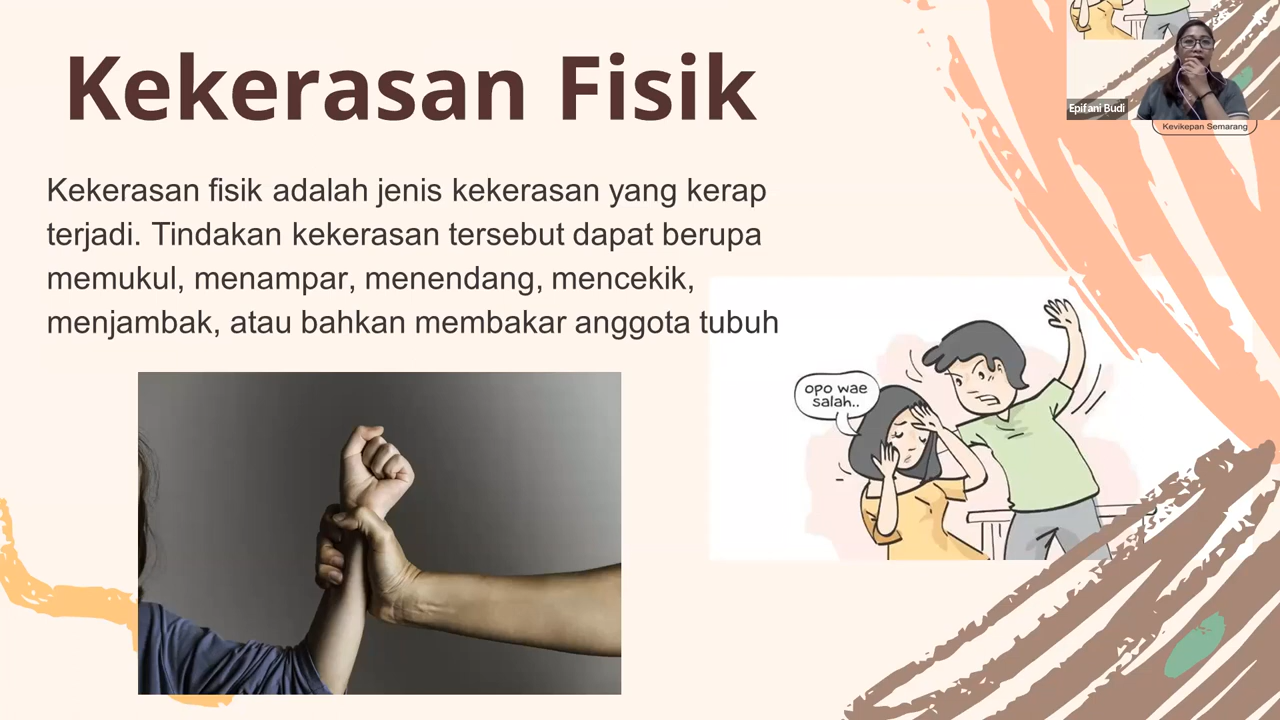 Kekerasan Fisik
Epifani Budi
Kevikepan Semarang
Kekerasan fisik adalah jenis kekerasan yang kerap
terjadi. Tindakan kekerasan tersebut dapat berupa
memukul, menampar, menendang, mencekik,
menjambak, atau bahkan membakar anggota tubuh
opo wae
salah..